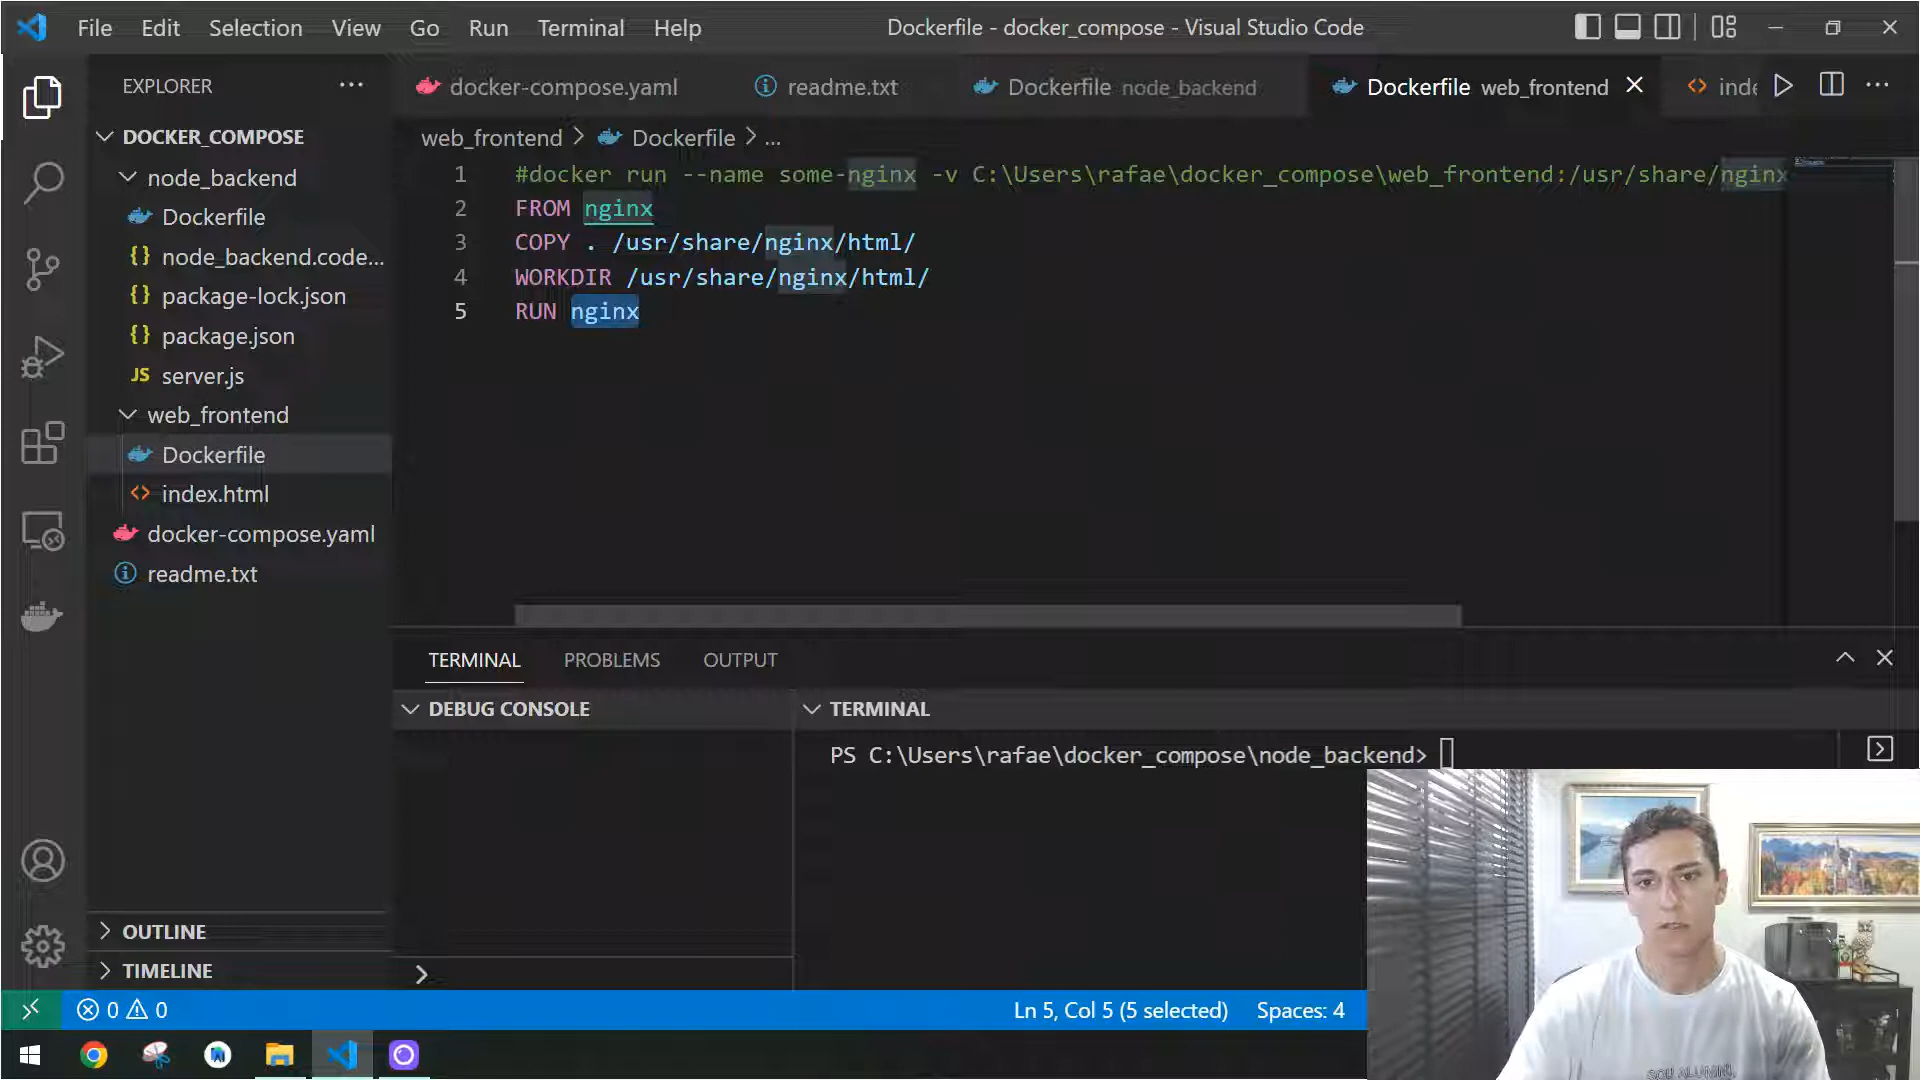 File Edit Selection View Go Run Terminal Help
Dockerfile - docker_compose - Visual Studio Code
EXPLORER
docker-compose.yaml
readme.txt
Dockerfile node_backend
Dockerfile web_frontend
inde
DOCKER_COMPOSE
node_backend
Dockerfile
node_backend.code...
package-lock.json
package.json
server.js
web_frontend
Dockerfile
index.html
docker-compose.yaml
readme.txt
OUTLINE
TIMELINE
web_frontend > Dockerfile > ...
1 #docker run --name some-nginx -v C:\Users\rafae\docker_compose\web_frontend:/usr/share/nginx
2 FROM nginx
3 COPY . /usr/share/nginx/html/
4 WORKDIR /usr/share/nginx/html/
5 RUN nginx
TERMINAL PROBLEMS OUTPUT
DEBUG CONSOLE
TERMINAL
PS C:\Users\rafae\docker_compose\node_backend>
0 0
Ln 5, Col 5 (5 selected)
Spaces: 4
SOU ALUMNI,